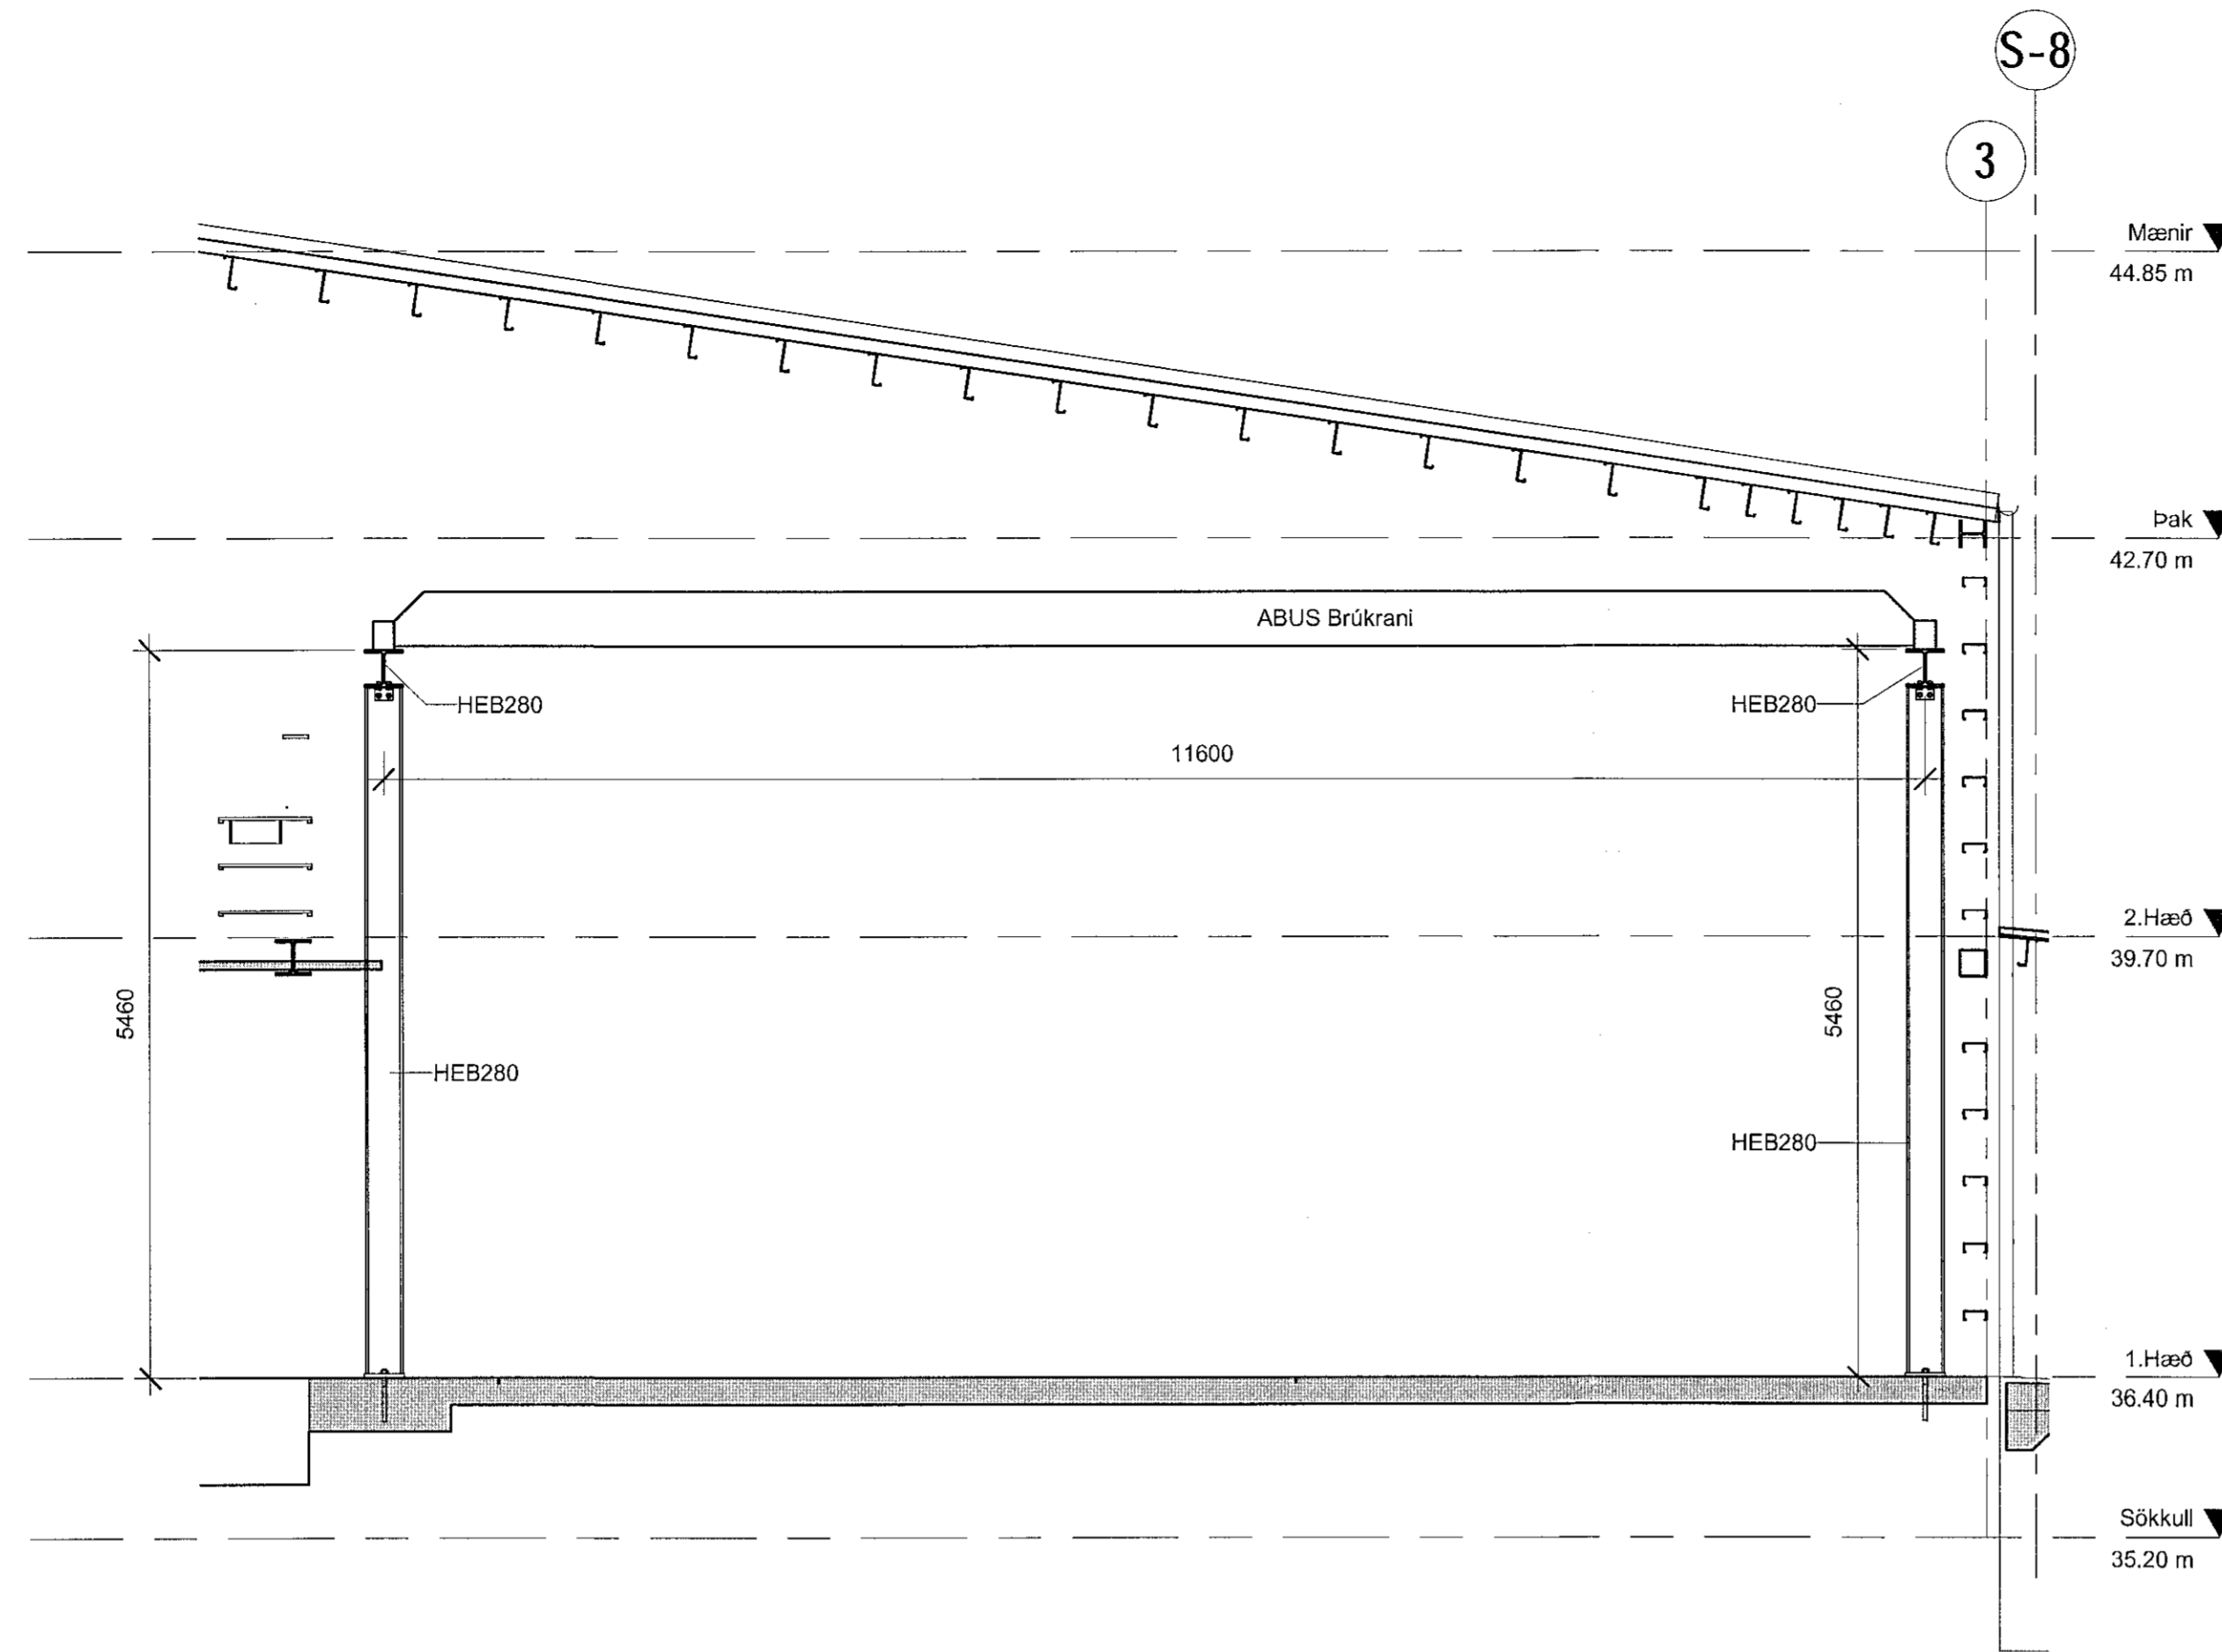 S-8
3
Mænir
44.85 m
Þak
42.70 m
ABUS Brúkrani
HEB280
HEB280
11600
2.Hæð
39.70 m
5460
5460
HEB280
HEB280
1.Hæð
36.40 m
Sökkull
35.20 m